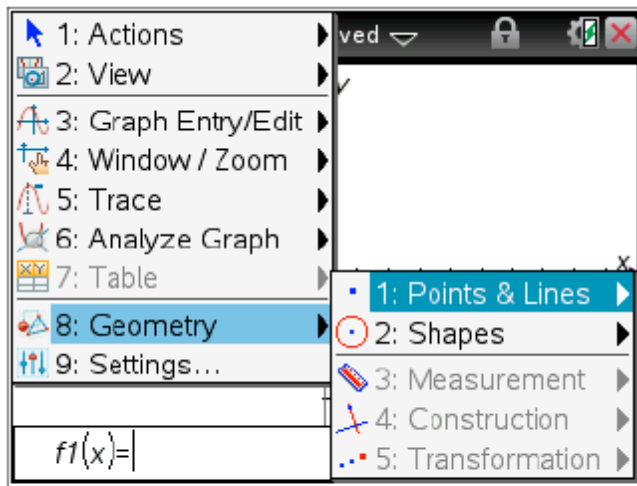 1: Actions
2: View
3: Graph Entry/Edit
4: Window / Zoom
5: Trace
6: Analyze Graph
7: Table
8: Geometry
9: Settings...
ved
y
x
1: Points & Lines
2: Shapes
3: Measurement
4: Construction
5: Transformation
f1(x)=